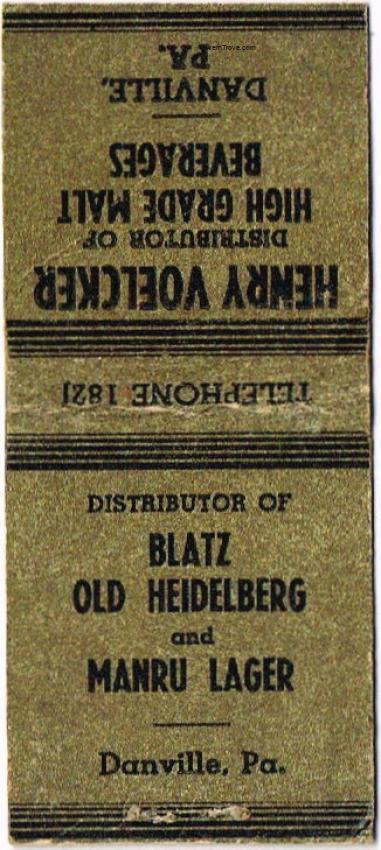 HENRY VOELCKER
DISTRIBUTOR OF
HIGH GRADE MALT
BEVERAGES
DANVILLE,
PA.
TELEPHONE 182J
DISTRIBUTOR OF
BLATZ
OLD HEIDELBERG
and
MANRU LAGER
Danville, Pa.